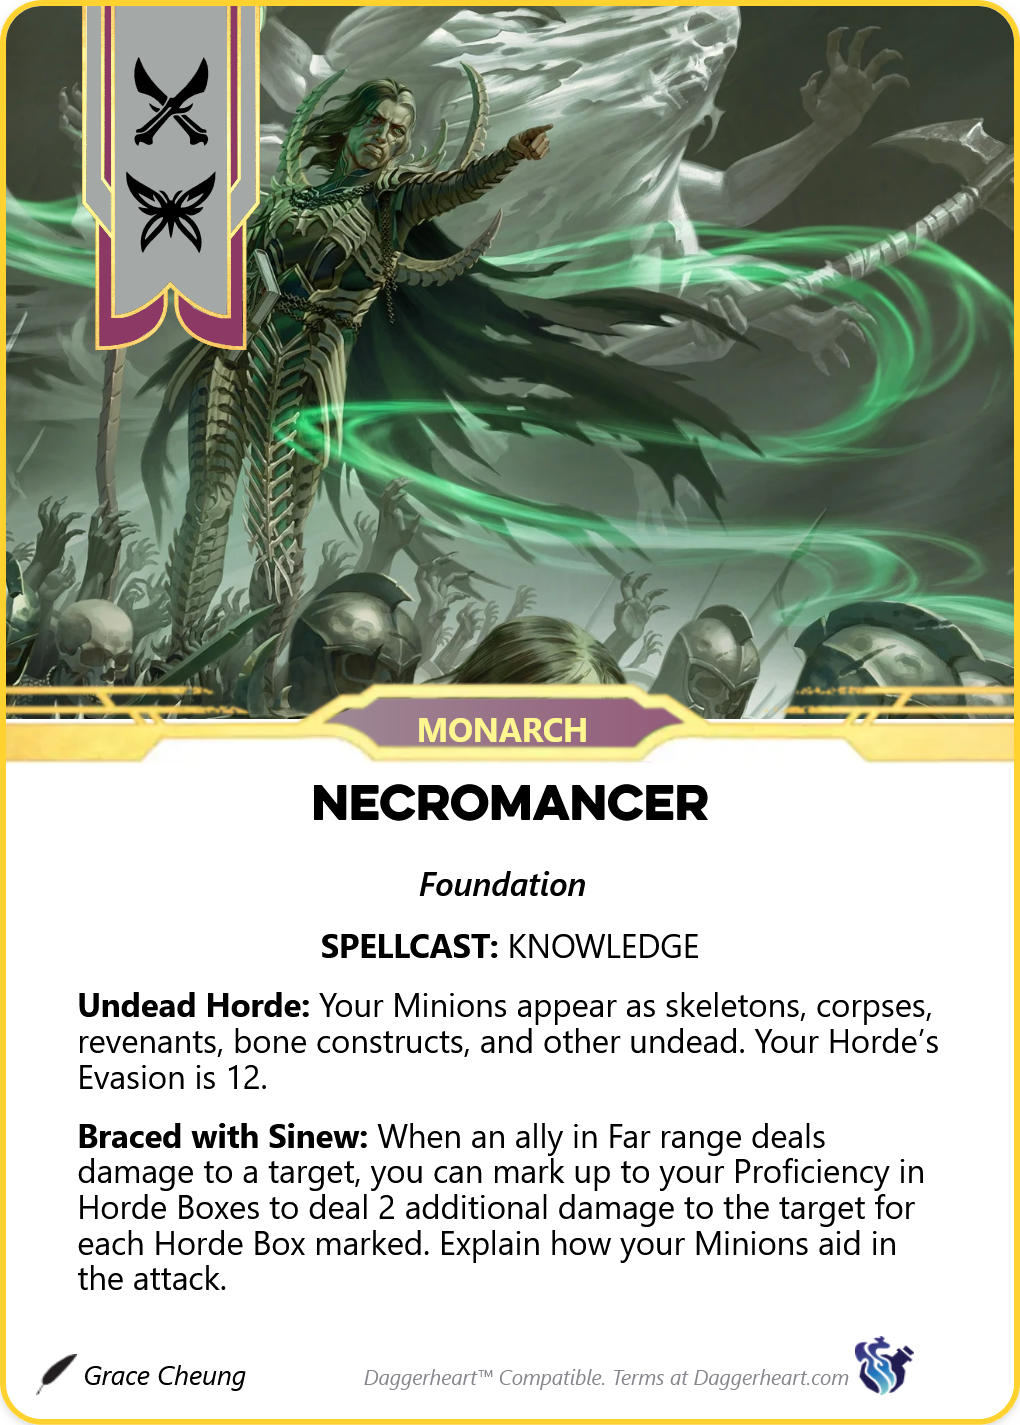 MONARCH
NECROMANCER
Foundation
SPELLCAST: KNOWLEDGE
Undead Horde: Your Minions appear as skeletons, corpses,
revenants, bone constructs, and other undead. Your Horde’s
Evasion is 12.
Braced with Sinew: When an ally in Far range deals
damage to a target, you can mark up to your Proficiency in
Horde Boxes to deal 2 additional damage to the target for
each Horde Box marked. Explain how your Minions aid in
the attack.
Grace Cheung
Daggerheart™ Compatible. Terms at Daggerheart.com